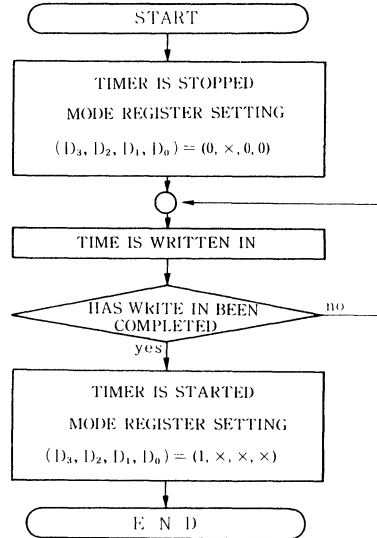 START
TIMER IS STOPPED
MODE REGISTER SETTING
(D₃, D₂, D₁, D₀) = (0, ×, 0, 0)
TIME IS WRITTEN IN
HAS WRITE IN BEEN
COMPLETED
no
yes
TIMER IS STARTED
MODE REGISTER SETTING
(D₃, D₂, D₁, D₀) = (1, ×, ×, ×)
END